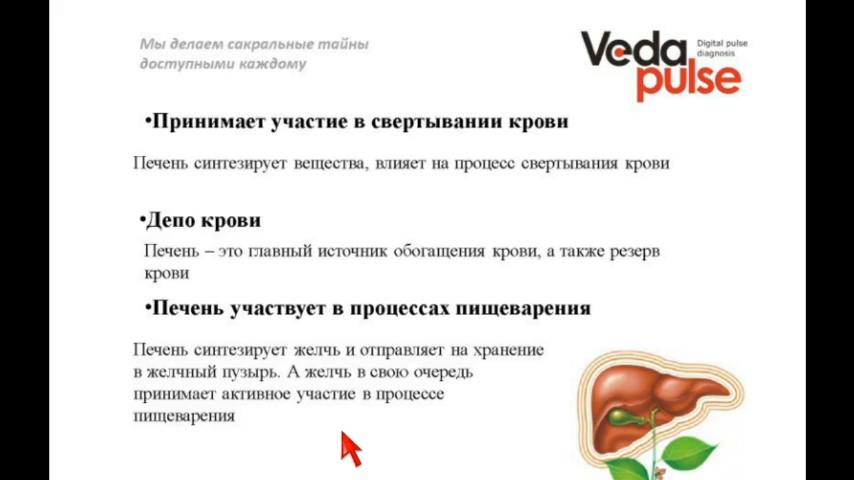 Мы делаем сакральные тайны
доступными каждому
Veda
pulse
Digital pulse
diagnosis
•Принимает участие в свертывании крови
Печень синтезирует вещества, влияет на процесс свертывания крови
•Депо крови
Печень – это главный источник обогащения крови, а также резерв
крови
•Печень участвует в процессах пищеварения
Печень синтезирует желчь и отправляет на хранение
в желчный пузырь. А желчь в свою очередь
принимает активное участие в процессе
пищеварения